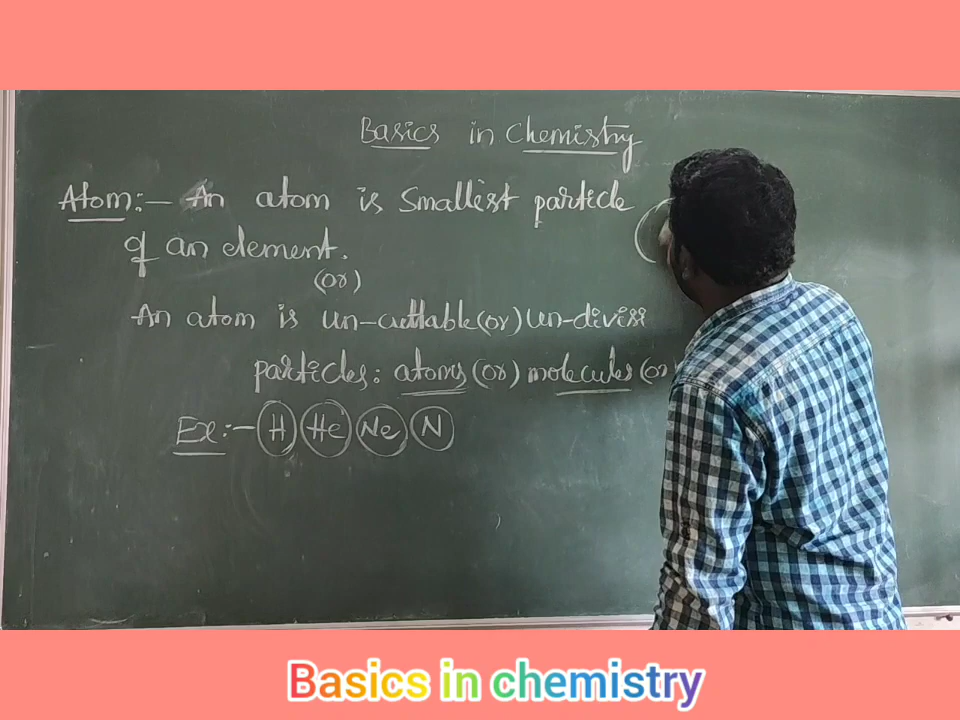 Basics in Chemistry
Atom:- An atom is Smallest particle
of an element.
(or)
An atom is un-cuttable (or) un-divisi
particles: atoms (or) molecules (or
Ex:- H He Ne N
Basics in chemistry